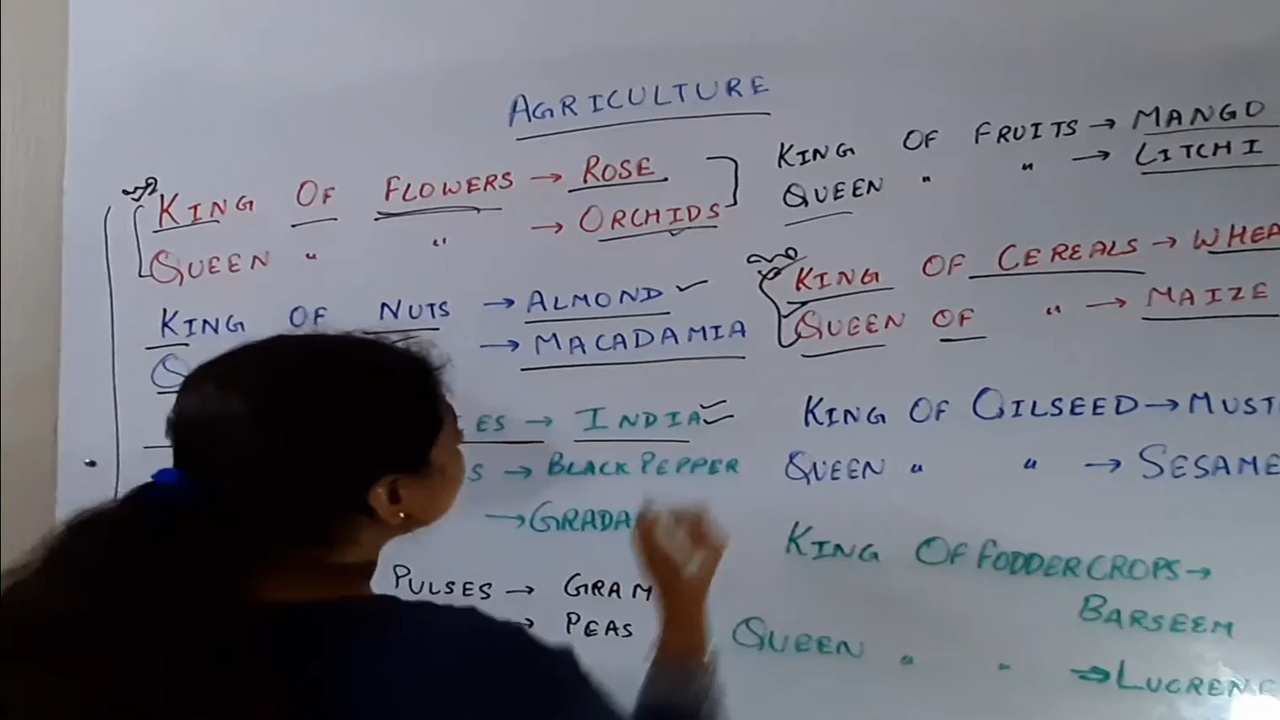 AGRICULTURE
KING OF FLOWERS → ROSE
QUEEN " " → ORCHIDS
KING OF NUTS → ALMOND
→ MACADAMIA
→ INDIA
→ BLACK PEPPER
→ GRADA
PULSES → GRAM
→ PEAS
KING OF FRUITS → MANGO
QUEEN " " → LITCHI
KING OF CEREALS → WHEA
QUEEN OF " → MAIZE
KING OF OILSEED → MUST
QUEEN " " → SESAME
KING OF FODDER CROPS →
BARSEEM
QUEEN " " → LUCRENE